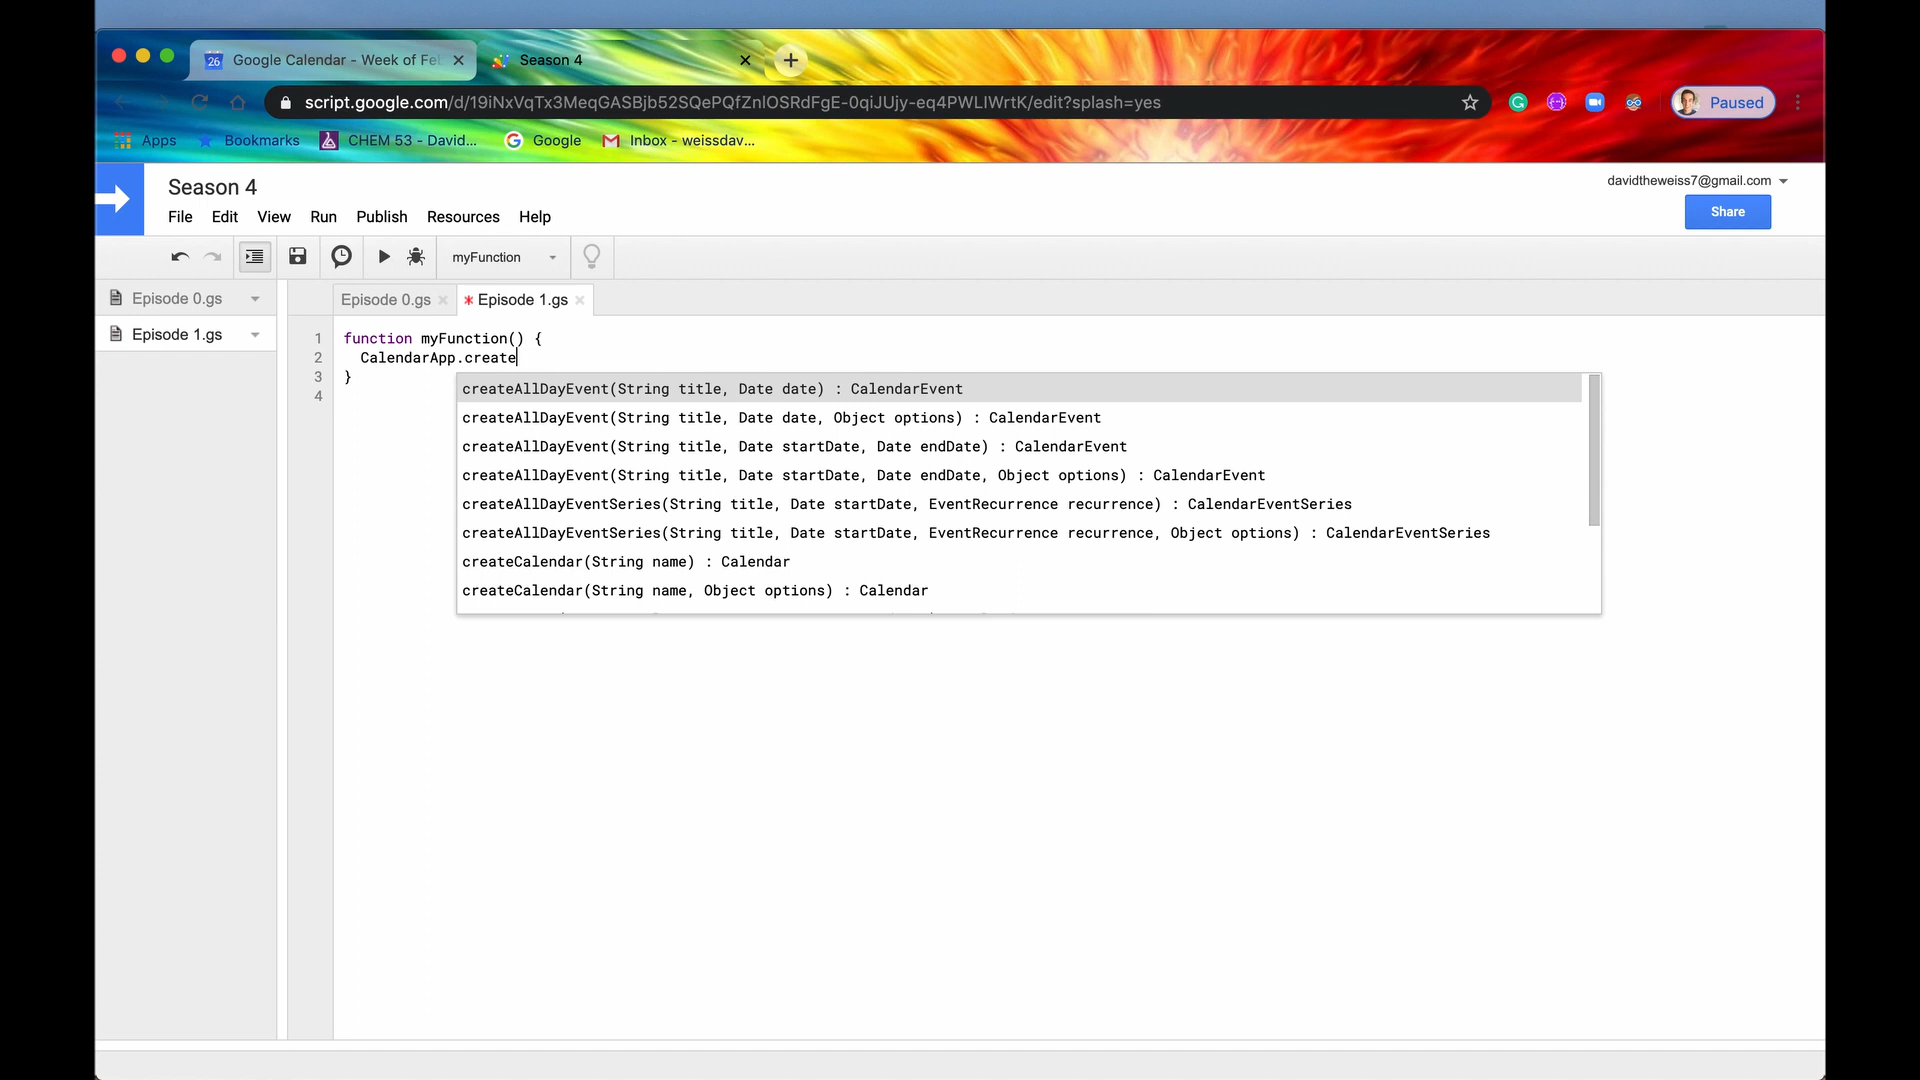 26 Google Calendar - Week of Fe
Season 4
script.google.com/d/19iNxVqTx3MeqGASBjb52SQePQfZnlOSRdFgE-0qiJUjy-eq4PWLIWrtK/edit?splash=yes
Paused
Apps Bookmarks CHEM 53 - David... Google Inbox - weissdav...
Season 4
davidtheweiss7@gmail.com
File Edit View Run Publish Resources Help
Share
myFunction
Episode 0.gs
Episode 1.gs
Episode 0.gs
* Episode 1.gs
1 function myFunction() {
2 CalendarApp.create
3 }
4
createAllDayEvent(String title, Date date) : CalendarEvent
createAllDayEvent(String title, Date date, Object options) : CalendarEvent
createAllDayEvent(String title, Date startDate, Date endDate) : CalendarEvent
createAllDayEvent(String title, Date startDate, Date endDate, Object options) : CalendarEvent
createAllDayEventSeries(String title, Date startDate, EventRecurrence recurrence) : CalendarEventSeries
createAllDayEventSeries(String title, Date startDate, EventRecurrence recurrence, Object options) : CalendarEventSeries
createCalendar(String name) : Calendar
createCalendar(String name, Object options) : Calendar